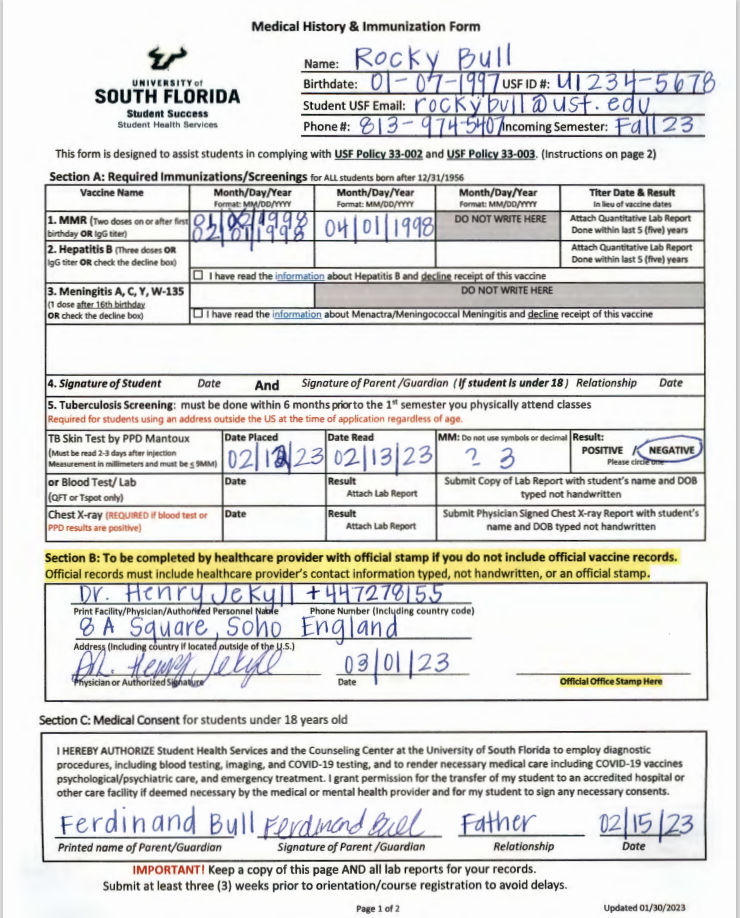 Medical History & Immunization Form
UNIVERSITY of
SOUTH FLORIDA
Student Success
Student Health Services
Name: Rocky Bull
Birthdate: 01-07-1997 USF ID #: U1234-5678
Student USF Email: rockybull@usf.edu
Phone #: 813-974-5407 Incoming Semester: Fall 23
This form is designed to assist students in complying with USF Policy 33-002 and USF Policy 33-003. (Instructions on page 2)
Section A: Required Immunizations/Screenings for ALL students born after 12/31/1956
Vaccine Name Month/Day/Year Month/Day/Year Month/Day/Year Titer Date & Result
Format: MM/DD/YYYY Format: MM/DD/YYYY Format: MM/DD/YYYY In lieu of vaccine dates
1. MMR (Two doses on or after first birthday OR IgG titer) 02/01/1998 04/01/1998 DO NOT WRITE HERE Attach Quantitative Lab Report
Done within last 5 (five) years
2. Hepatitis B (Three doses OR Attach Quantitative Lab Report
IgG titer OR check the decline box) Done within last 5 (five) years
I have read the information about Hepatitis B and decline receipt of this vaccine
3. Meningitis A, C, Y, W-135 DO NOT WRITE HERE
(1 dose after 16th birthday
OR check the decline box) I have read the information about Menactra/Meningococcal Meningitis and decline receipt of this vaccine
4. Signature of Student Date And Signature of Parent /Guardian (If student is under 18) Relationship Date
5. Tuberculosis Screening: must be done within 6 months prior to the 1st semester you physically attend classes
Required for students using an address outside the US at the time of application regardless of age.
TB Skin Test by PPD Mantoux Date Placed Date Read MM: Do not use symbols or decimal Result:
(Must be read 2-3 days after injection 02/ /23 02/13/23 ? 3 POSITIVE / NEGATIVE
Measurement in millimeters and must be ≤ 9MM) Please circle one
or Blood Test/ Lab Date Result Submit Copy of Lab Report with student's name and DOB
(QFT or Tspot only) Attach Lab Report typed not handwritten
Chest X-ray (REQUIRED if blood test or Date Result Submit Physician Signed Chest X-ray Report with student's
PPD results are positive) Attach Lab Report name and DOB typed not handwritten
Section B: To be completed by healthcare provider with official stamp if you do not include official vaccine records.
Official records must include healthcare provider's contact information typed, not handwritten, or an official stamp.
Dr. Henry Jekyll +447278155
Print Facility/Physician/Authorized Personnel Name Phone Number (Including country code)
8 A Square, Soho England
Address (Including country if located outside of the U.S.)
Dr. Henry Jekyll 03/01/23
Physician or Authorized Signature Date Official Office Stamp Here
Section C: Medical Consent for students under 18 years old
I HEREBY AUTHORIZE Student Health Services and the Counseling Center at the University of South Florida to employ diagnostic
procedures, including blood testing, imaging, and COVID-19 testing, and to render necessary medical care including COVID-19 vaccines
psychological/psychiatric care, and emergency treatment. I grant permission for the transfer of my student to an accredited hospital or
other care facility if deemed necessary by the medical or mental health provider and for my student to sign any necessary consents.
Ferdinand Bull Ferdinand Bull Father 02/15/23
Printed name of Parent/Guardian Signature of Parent /Guardian Relationship Date
IMPORTANT! Keep a copy of this page AND all lab reports for your records.
Submit at least three (3) weeks prior to orientation/course registration to avoid delays.
Page 1 of 2 Updated 01/30/2023